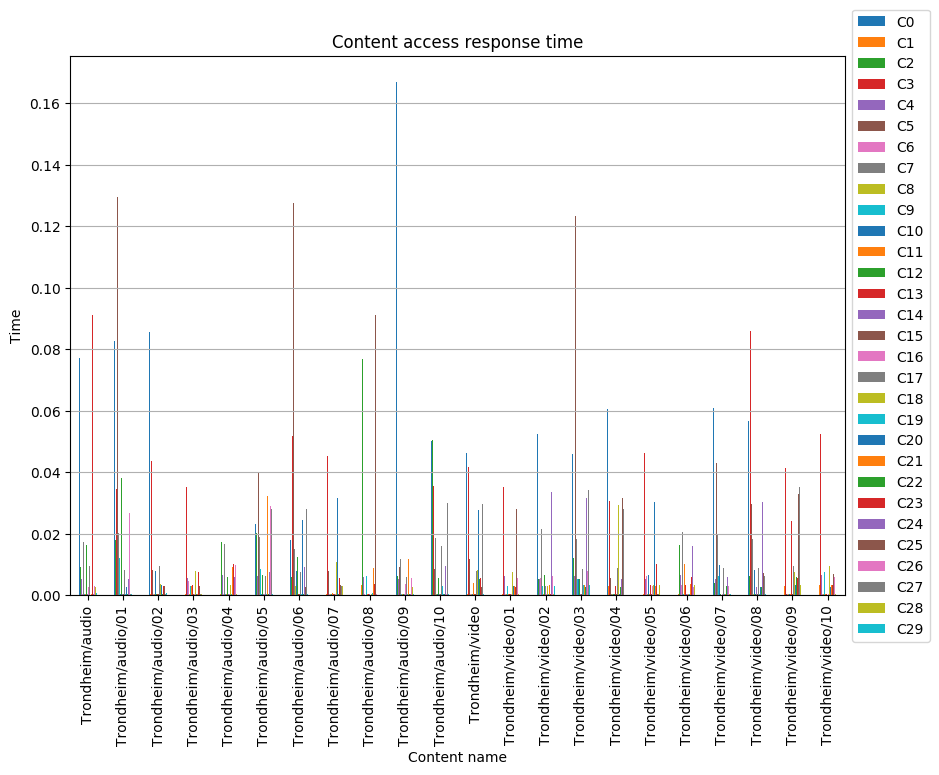 Content access response time
Time
0.16
0.14
0.12
0.10
0.08
0.06
0.04
0.02
0.00
Trondheim/audio
Trondheim/audio/01
Trondheim/audio/02
Trondheim/audio/03
Trondheim/audio/04
Trondheim/audio/05
Trondheim/audio/06
Trondheim/audio/07
Trondheim/audio/08
Trondheim/audio/09
Trondheim/audio/10
Trondheim/video
Trondheim/video/01
Trondheim/video/02
Trondheim/video/03
Trondheim/video/04
Trondheim/video/05
Trondheim/video/06
Trondheim/video/07
Trondheim/video/08
Trondheim/video/09
Trondheim/video/10
Content name
C0
C1
C2
C3
C4
C5
C6
C7
C8
C9
C10
C11
C12
C13
C14
C15
C16
C17
C18
C19
C20
C21
C22
C23
C24
C25
C26
C27
C28
C29